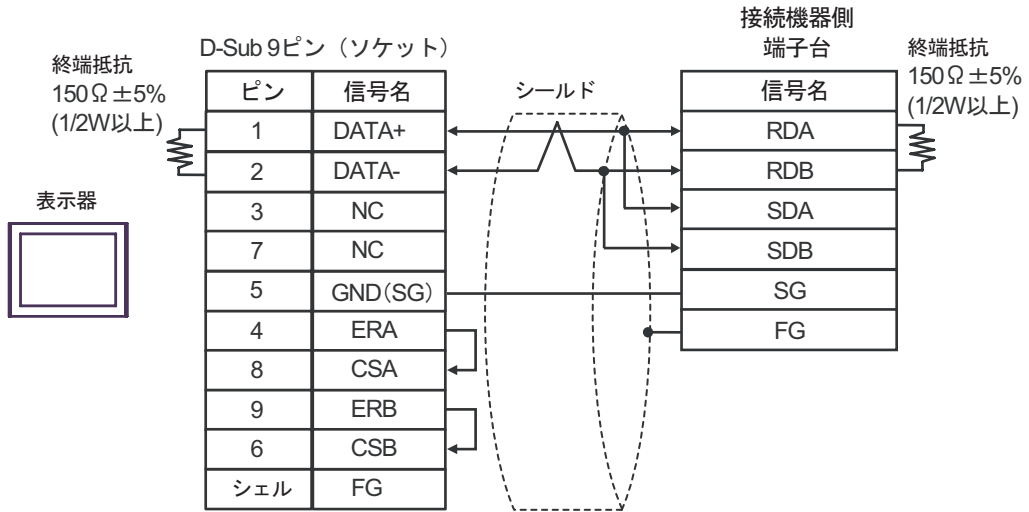 接続機器側
端子台
D-Sub 9ピン（ソケット）
終端抵抗
150Ω±5%
(1/2W以上)
ピン 信号名
1 DATA+
2 DATA-
3 NC
7 NC
5 GND(SG)
4 ERA
8 CSA
9 ERB
6 CSB
シェル FG
表示器
シールド
信号名
RDA
RDB
SDA
SDB
SG
FG
終端抵抗
150Ω±5%
(1/2W以上)